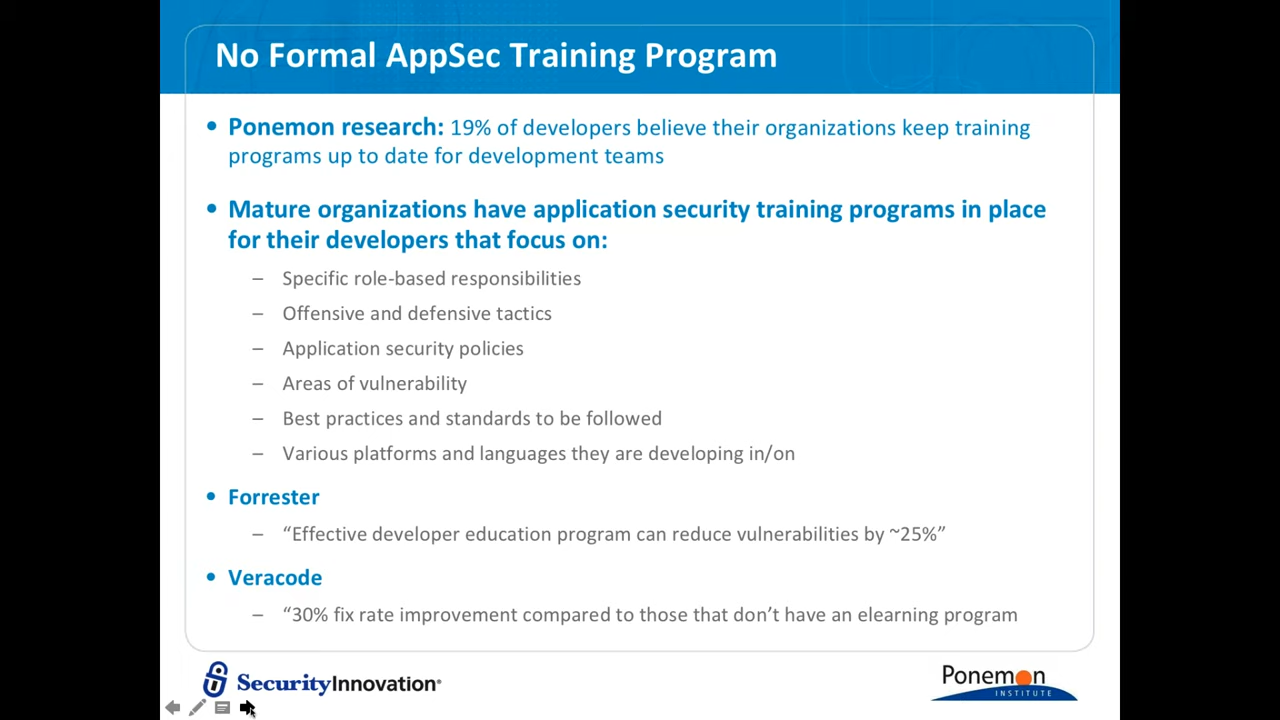 No Formal AppSec Training Program
• Ponemon research: 19% of developers believe their organizations keep training
programs up to date for development teams
• Mature organizations have application security training programs in place
for their developers that focus on:
– Specific role-based responsibilities
– Offensive and defensive tactics
– Application security policies
– Areas of vulnerability
– Best practices and standards to be followed
– Various platforms and languages they are developing in/on
• Forrester
– “Effective developer education program can reduce vulnerabilities by ~25%”
• Veracode
– “30% fix rate improvement compared to those that don’t have an elearning program
SecurityInnovation®
Ponemon
INSTITUTE